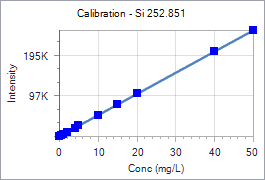 Calibration - Si 252.851
Intensity
195K
97K
0 10 20 30 40 50
Conc (mg/L)